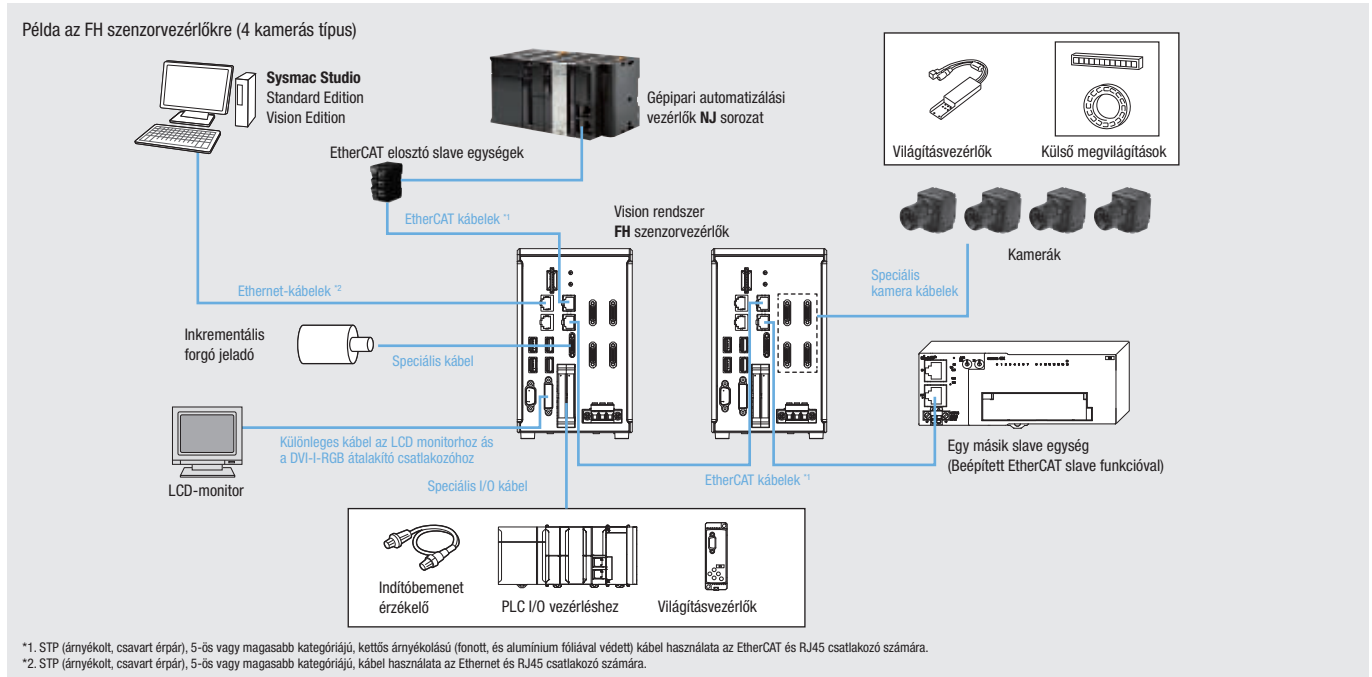 Példa az FH szenzorvezérlőkre (4 kamerás típus)
Sysmac Studio
Standard Edition
Vision Edition
Gépipari automatizálási
vezérlők NJ sorozat
Világításvezérlők
Külső megvilágítások
EtherCAT elosztó slave egységek
EtherCAT kábelek *1
Vision rendszer
FH szenzorvezérlők
Kamerák
Speciális
kamera kábelek
Ethernet-kábelek *2
Inkrementális
forgó jeladó
Speciális kábel
Különleges kábel az LCD monitorhoz ás
a DVI-I-RGB átalakító csatlakozóhoz
LCD-monitor
Speciális I/O kábel
EtherCAT kábelek *1
Egy másik slave egység
(Beépített EtherCAT slave funkcióval)
Indítóbemenet
érzékelő
PLC I/O vezérléshez
Világításvezérlők
*1. STP (árnyékolt, csavart érpár), 5-ös vagy magasabb kategóriájú, kettős árnyékolású (fonott, és alumínium fóliával védett) kábel használata az EtherCAT és RJ45 csatlakozó számára.
*2. STP (árnyékolt, csavart érpár), 5-ös vagy magasabb kategóriájú, kábel használata az Ethernet és RJ45 csatlakozó számára.